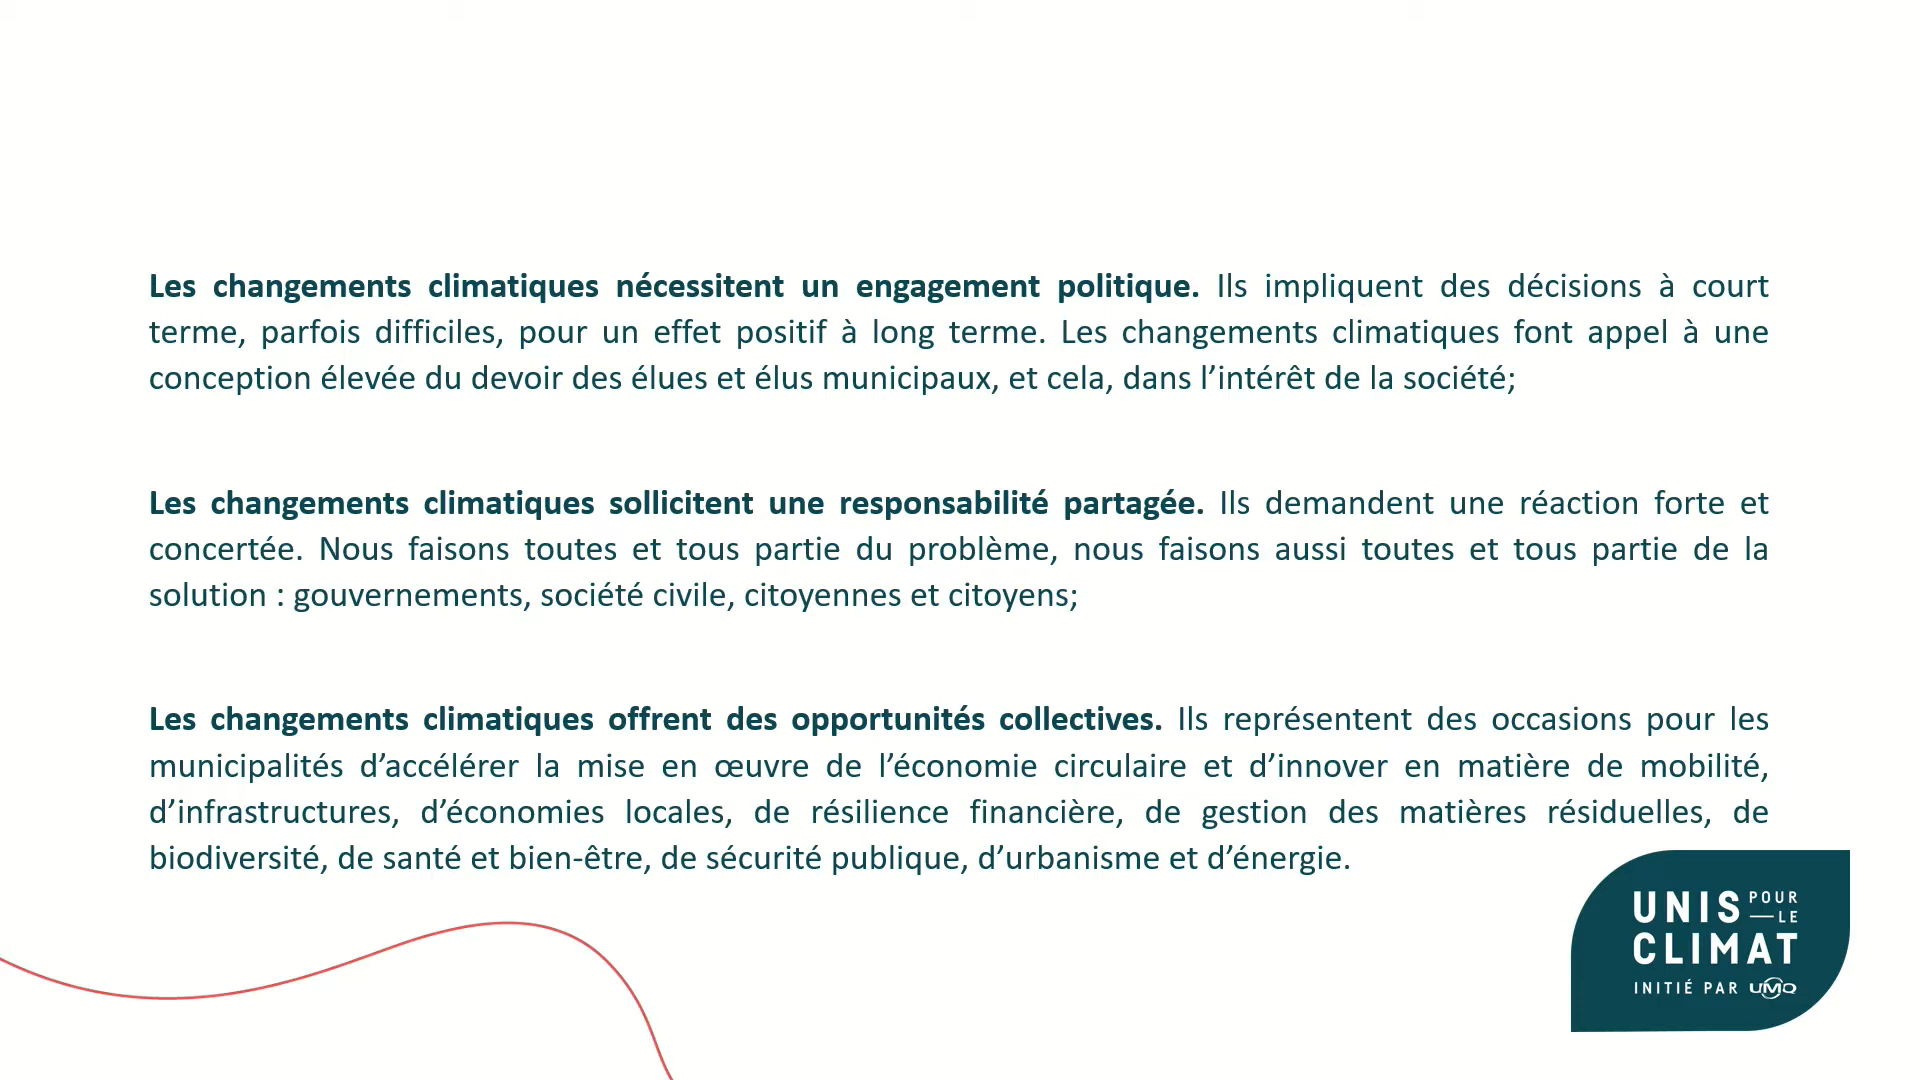 Les changements climatiques nécessitent un engagement politique. Ils impliquent des décisions à court
terme, parfois difficiles, pour un effet positif à long terme. Les changements climatiques font appel à une
conception élevée du devoir des élues et élus municipaux, et cela, dans l’intérêt de la société;
Les changements climatiques sollicitent une responsabilité partagée. Ils demandent une réaction forte et
concertée. Nous faisons toutes et tous partie du problème, nous faisons aussi toutes et tous partie de la
solution : gouvernements, société civile, citoyennes et citoyens;
Les changements climatiques offrent des opportunités collectives. Ils représentent des occasions pour les
municipalités d’accélérer la mise en œuvre de l’économie circulaire et d’innover en matière de mobilité,
d’infrastructures, d’économies locales, de résilience financière, de gestion des matières résiduelles, de
biodiversité, de santé et bien-être, de sécurité publique, d’urbanisme et d’énergie.
UNIS POUR
LE
CLIMAT
INITIÉ PAR UMQ